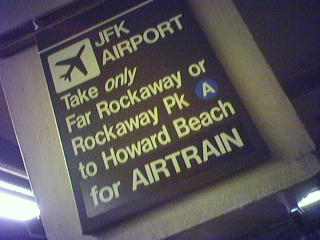 JFK
AIRPORT
Take only
Far Rockaway or
Rockaway Pk A
to Howard Beach
for AIRTRAIN